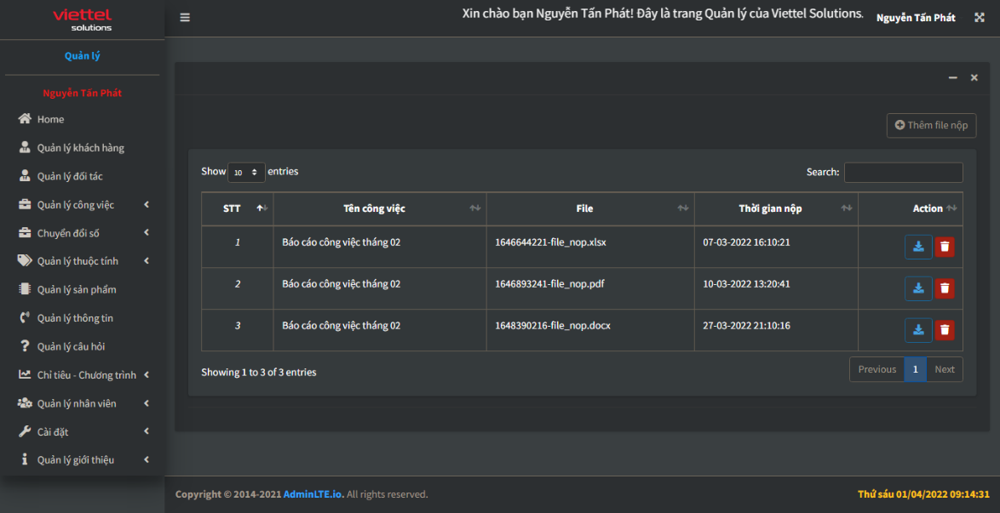 viettel
solutions
Quản lý
Nguyễn Tấn Phát
Home
Quản lý khách hàng
Quản lý đối tác
Quản lý công việc
Chuyển đổi số
Quản lý thuộc tính
Quản lý sản phẩm
Quản lý thông tin
Quản lý câu hỏi
Chỉ tiêu - Chương trình
Quản lý nhân viên
Cài đặt
Quản lý giới thiệu
Xin chào bạn Nguyễn Tấn Phát! Đây là trang Quản lý của Viettel Solutions. Nguyễn Tấn Phát
Thêm file nộp
Show 10 entries Search:
STT Tên công việc File Thời gian nộp Action
1 Báo cáo công việc tháng 02 1646644221-file_nop.xlsx 07-03-2022 16:10:21
2 Báo cáo công việc tháng 02 1646893241-file_nop.pdf 10-03-2022 13:20:41
3 Báo cáo công việc tháng 02 1648390216-file_nop.docx 27-03-2022 21:10:16
Showing 1 to 3 of 3 entries Previous 1 Next
Copyright © 2014-2021 AdminLTE.io. All rights reserved. Thứ sáu 01/04/2022 09:14:31